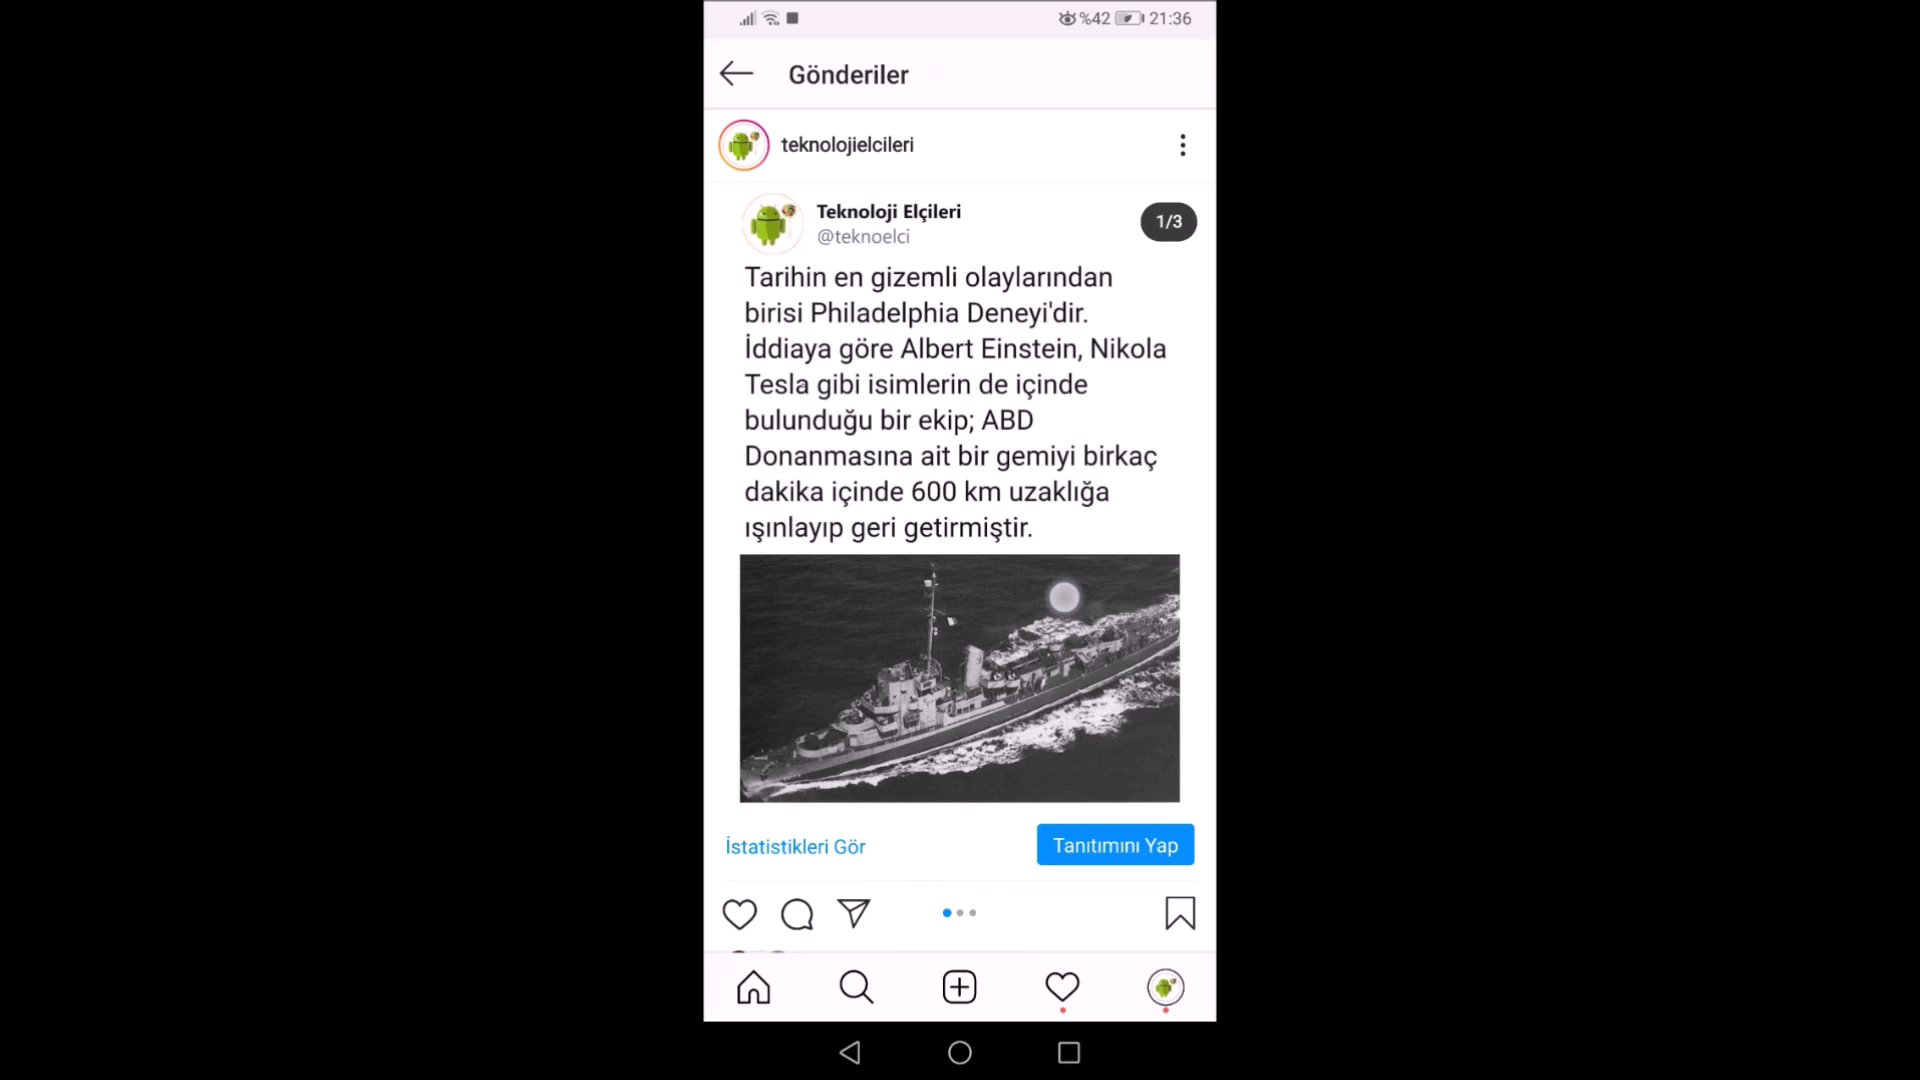 %42 21:36
Gönderiler
teknolojielcileri
Teknoloji Elçileri
@teknoelci
1/3
Tarihin en gizemli olaylarından
birisi Philadelphia Deneyi'dir.
İddiaya göre Albert Einstein, Nikola
Tesla gibi isimlerin de içinde
bulunduğu bir ekip; ABD
Donanmasına ait bir gemiyi birkaç
dakika içinde 600 km uzaklığa
ışınlayıp geri getirmiştir.
İstatistikleri Gör
Tanıtımını Yap